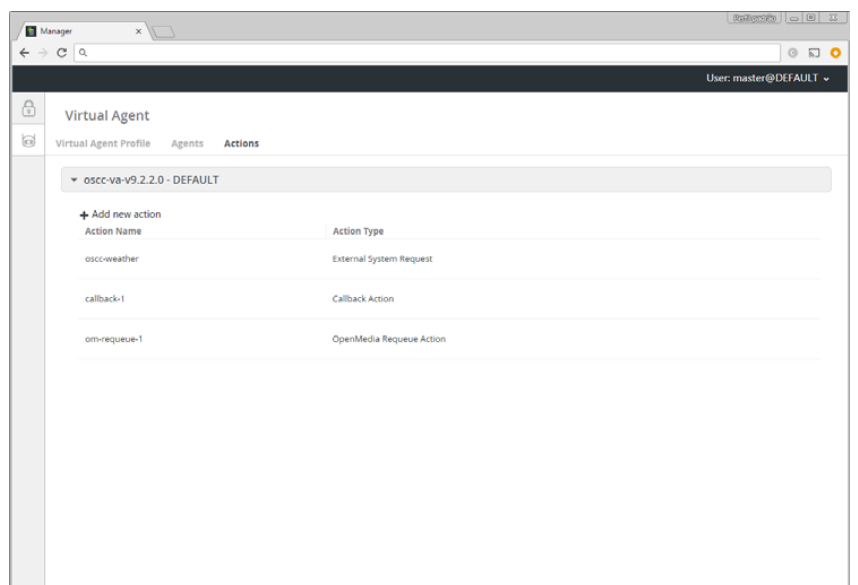 Manager
User: master@DEFAULT
Virtual Agent
Virtual Agent Profile Agents Actions
oscc-va-v9.2.2.0 - DEFAULT
+ Add new action
Action Name Action Type
oscc-weather External System Request
callback-1 Callback Action
om-requeue-1 OpenMedia Requeue Action